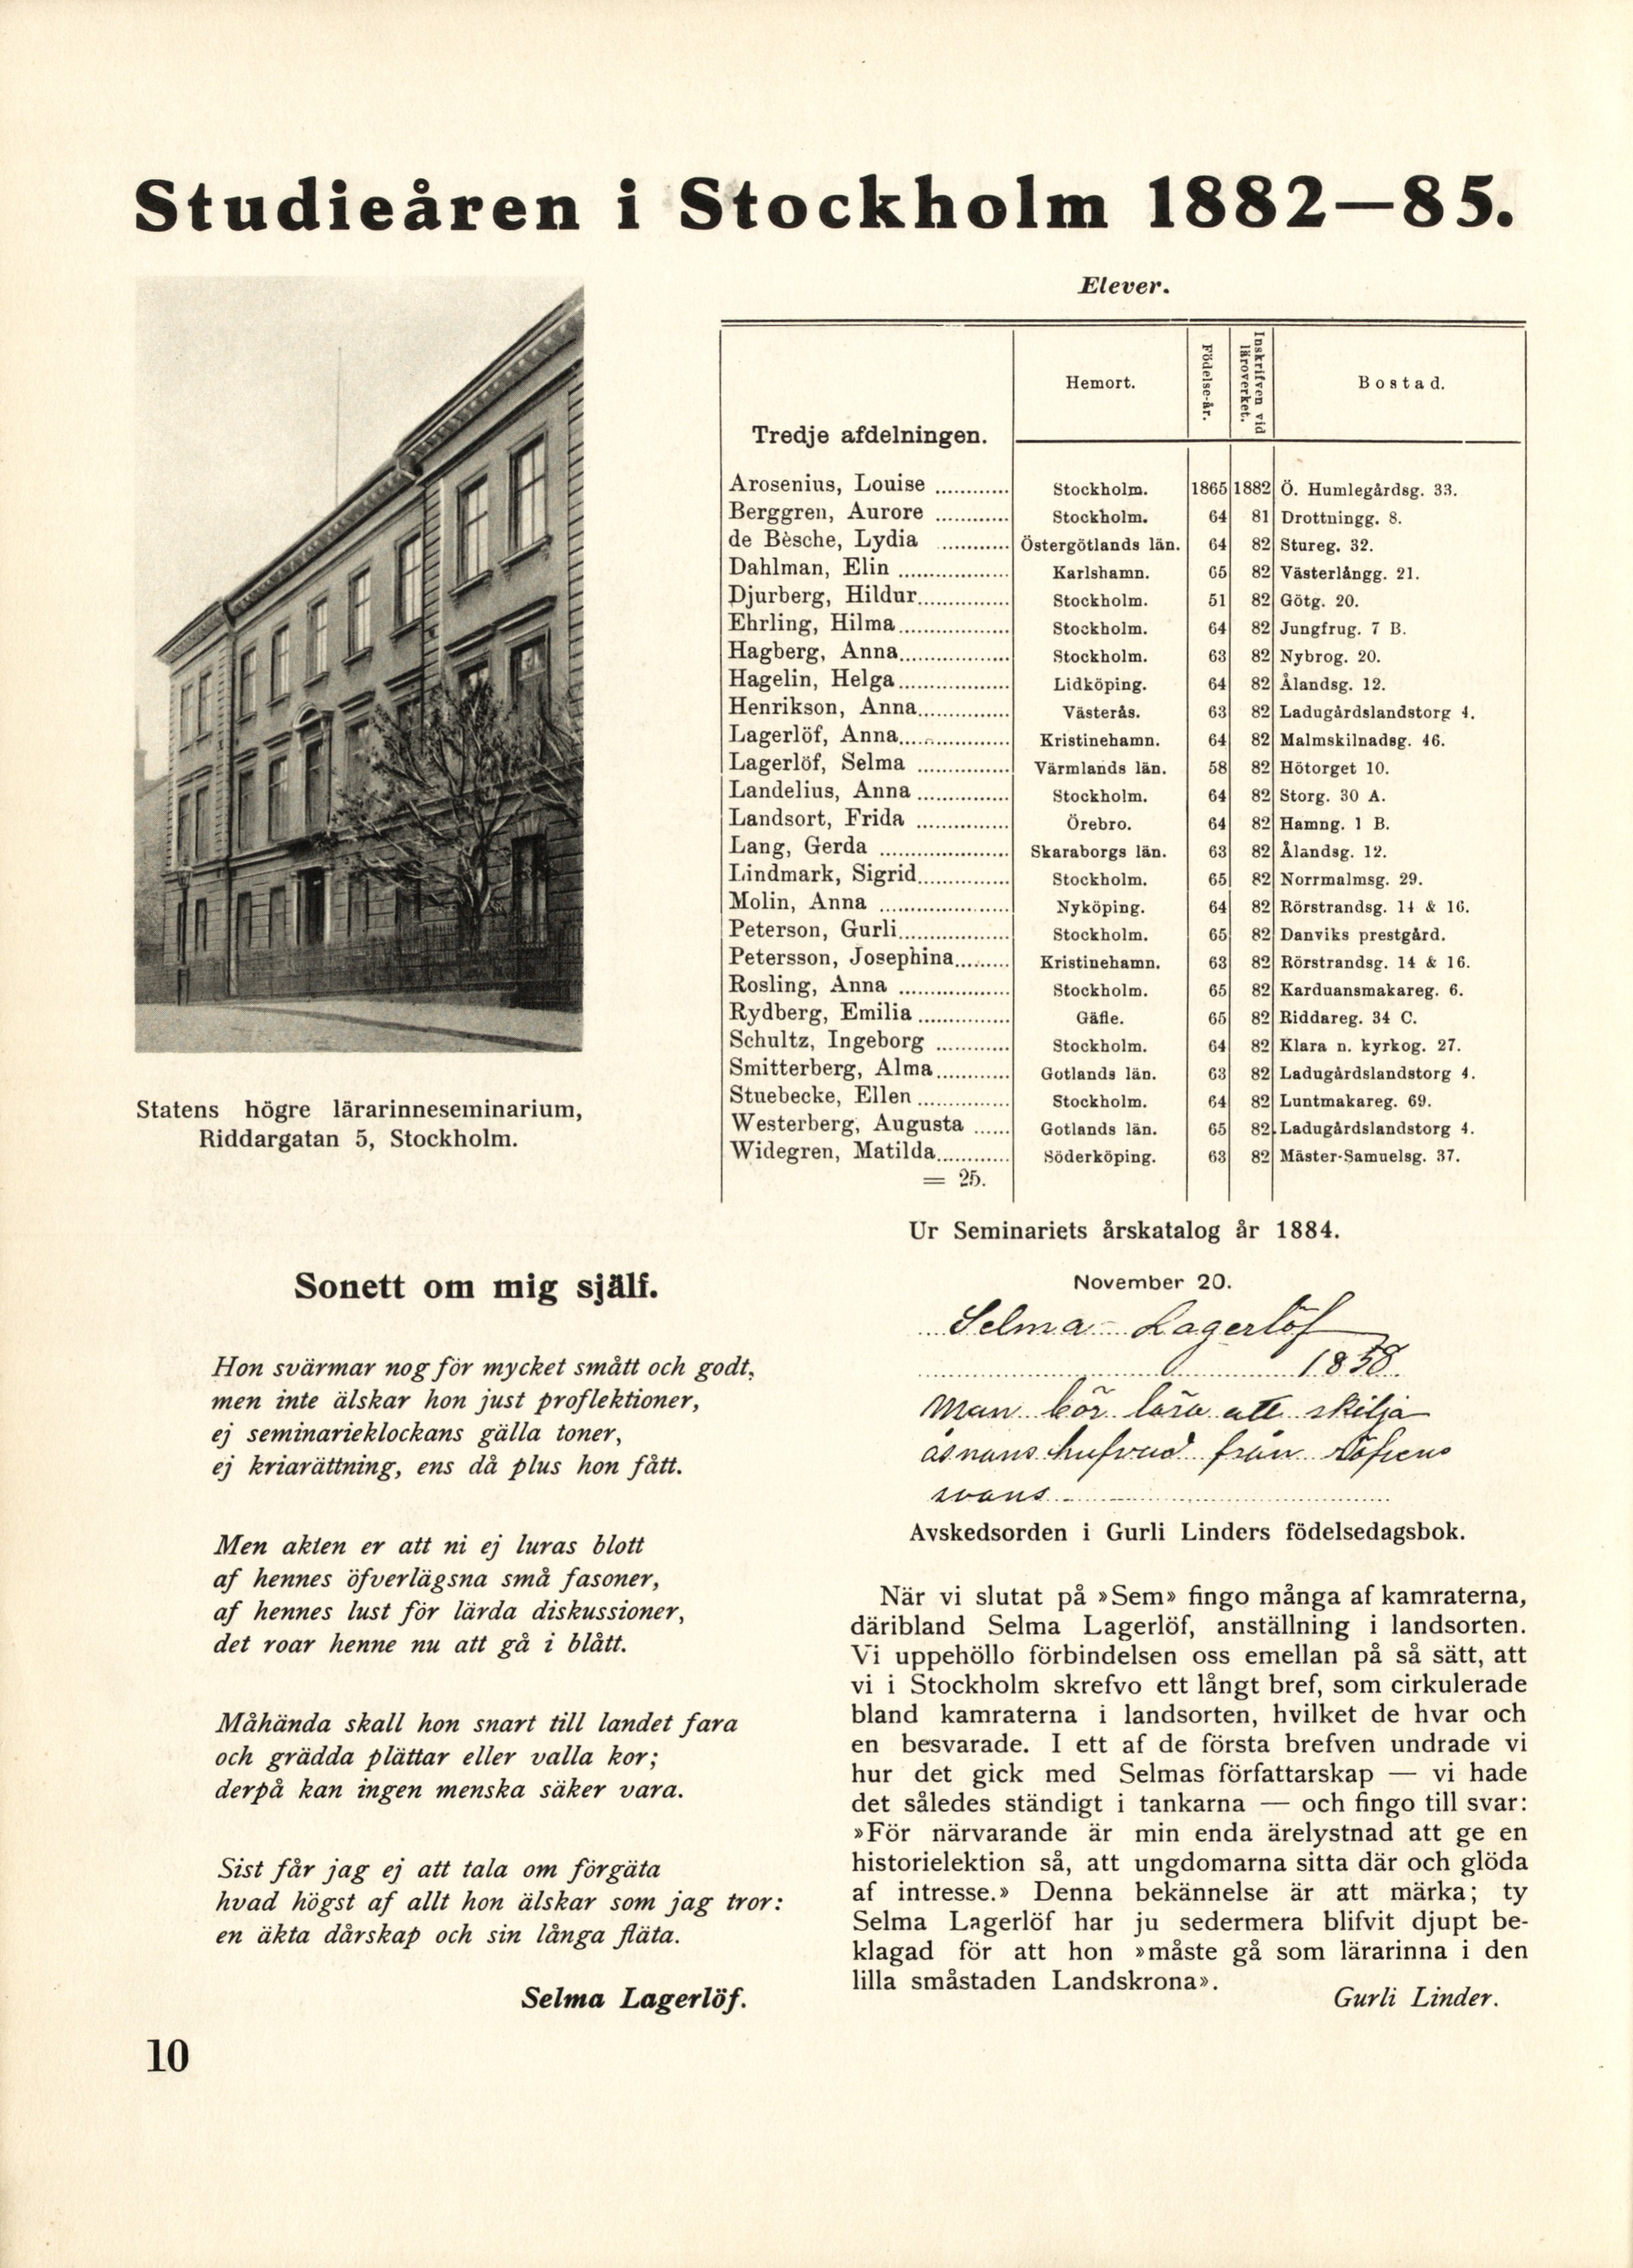 Studieåren i Stockholm 1882—85.
Elever.
Tredje afdelningen.
Hemort.
Födelse-år.
Inskrifven vid
läroverket.
Bostad.
Arosenius, Louise ............ Stockholm. 1865 1882 Ö. Humlegårdsg. 33.
Berggren, Aurore ............ Stockholm. 64 81 Drottningg. 8.
de Bèsche, Lydia ............ Östergötlands län. 64 82 Stureg. 32.
Dahlman, Elin .................. Karlshamn. 65 82 Västerlångg. 21.
Djurberg, Hildur............... Stockholm. 51 82 Götg. 20.
Ehrling, Hilma.................. Stockholm. 64 82 Jungfrug. 7 B.
Hagberg, Anna.................. Stockholm. 63 82 Nybrog. 20.
Hagelin, Helga.................. Lidköping. 64 82 Ålandsg. 12.
Henrikson, Anna............... Västerås. 63 82 Ladugårdslandstorg 4.
Lagerlöf, Anna.................. Kristinehamn. 64 82 Malmskilnadsg. 46.
Lagerlöf, Selma ............... Värmlands län. 58 82 Hötorget 10.
Landelius, Anna ............... Stockholm. 64 82 Storg. 30 A.
Landsort, Frida ............... Örebro. 64 82 Hamng. 1 B.
Lang, Gerda ..................... Skaraborgs län. 63 82 Ålandsg. 12.
Lindmark, Sigrid............... Stockholm. 65 82 Norrmalmsg. 29.
Molin, Anna ..................... Nyköping. 64 82 Rörstrandsg. 14 & 16.
Peterson, Gurli.................. Stockholm. 65 82 Danviks prestgård.
Petersson, Josephina......... Kristinehamn. 63 82 Rörstrandsg. 14 & 16.
Rosling, Anna .................. Stockholm. 65 82 Karduansmakareg. 6.
Rydberg, Emilia ............... Gäfle. 65 82 Riddareg. 34 C.
Schultz, Ingeborg ............ Stockholm. 64 82 Klara n. kyrkog. 27.
Smitterberg, Alma............ Gotlands län. 63 82 Ladugårdslandstorg 4.
Stuebecke, Ellen ............... Stockholm. 64 82 Luntmakareg. 69.
Westerberg, Augusta ...... Gotlands län. 65 82 Ladugårdslandstorg 4.
Widegren, Matilda............ Söderköping. 63 82 Mäster-Samuelsg. 37.
= 25.
Ur Seminariets årskatalog år 1884.
Statens högre lärarinneseminarium,
Riddargatan 5, Stockholm.
Sonett om mig själf.
Hon svärmar nog för mycket smått och godt,
men inte älskar hon just proflektioner,
ej seminarieklockans gälla toner,
ej kriarättning, ens då plus hon fått.
Men akten er att ni ej luras blott
af hennes öfverlägsna små fasoner,
af hennes lust för lärda diskussioner,
det roar henne nu att gå i blått.
Måhända skall hon snart till landet fara
och grädda plättar eller valla kor;
derpå kan ingen menska säker vara.
Sist får jag ej att tala om förgäta
hvad högst af allt hon älskar som jag tror:
en äkta dårskap och sin långa fläta.
Selma Lagerlöf.
November 20.
Selma Lagerlöf
1858
Man bör lära att skilja
åsnans hufvud från räfvens
svans
Avskedsorden i Gurli Linders födelsedagsbok.
När vi slutat på »Sem» fingo många af kamraterna,
däribland Selma Lagerlöf, anställning i landsorten.
Vi uppehöllo förbindelsen oss emellan på så sätt, att
vi i Stockholm skrefvo ett långt bref, som cirkulerade
bland kamraterna i landsorten, hvilket de hvar och
en besvarade. I ett af de första brefven undrade vi
hur det gick med Selmas författarskap — vi hade
det således ständigt i tankarna — och fingo till svar:
»För närvarande är min enda ärelystnad att ge en
historielektion så, att ungdomarna sitta där och glöda
af intresse.» Denna bekännelse är att märka; ty
Selma Lagerlöf har ju sedermera blifvit djupt be-
klagad för att hon »måste gå som lärarinna i den
lilla småstaden Landskrona».
Gurli Linder.
10